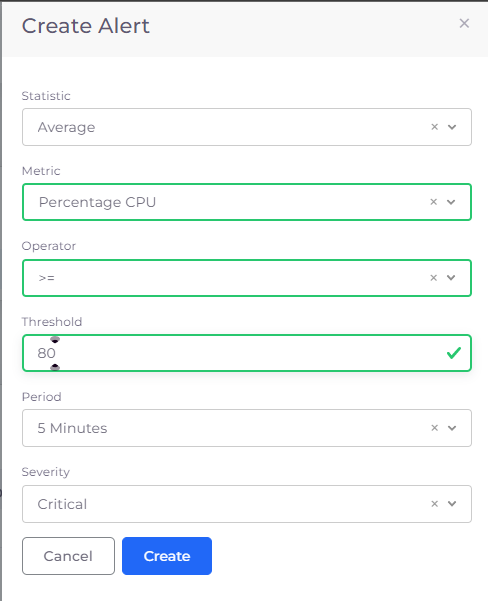 Create Alert
Statistic
Average
Metric
Percentage CPU
Operator
>=
Threshold
80
Period
5 Minutes
Severity
Critical
Cancel Create